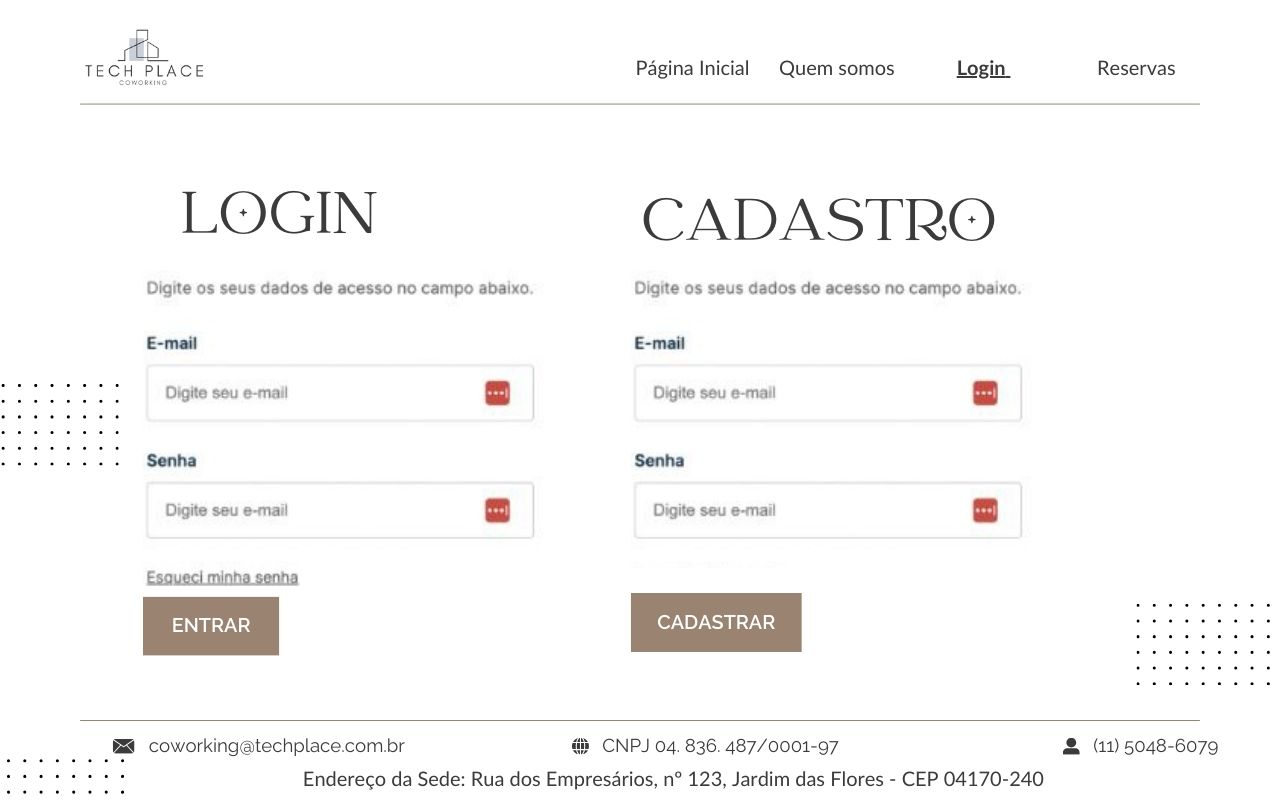 TECH PLACE
COWORKING
Página Inicial
Quem somos
Login
Reservas
LOGIN
Digite os seus dados de acesso no campo abaixo.
E-mail
Digite seu e-mail
Senha
Digite seu e-mail
Esqueci minha senha
ENTRAR
CADASTRO
Digite os seus dados de acesso no campo abaixo.
E-mail
Digite seu e-mail
Senha
Digite seu e-mail
CADASTRAR
coworking@techplace.com.br
CNPJ 04. 836. 487/0001-97
(11) 5048-6079
Endereço da Sede: Rua dos Empresários, nº 123, Jardim das Flores - CEP 04170-240